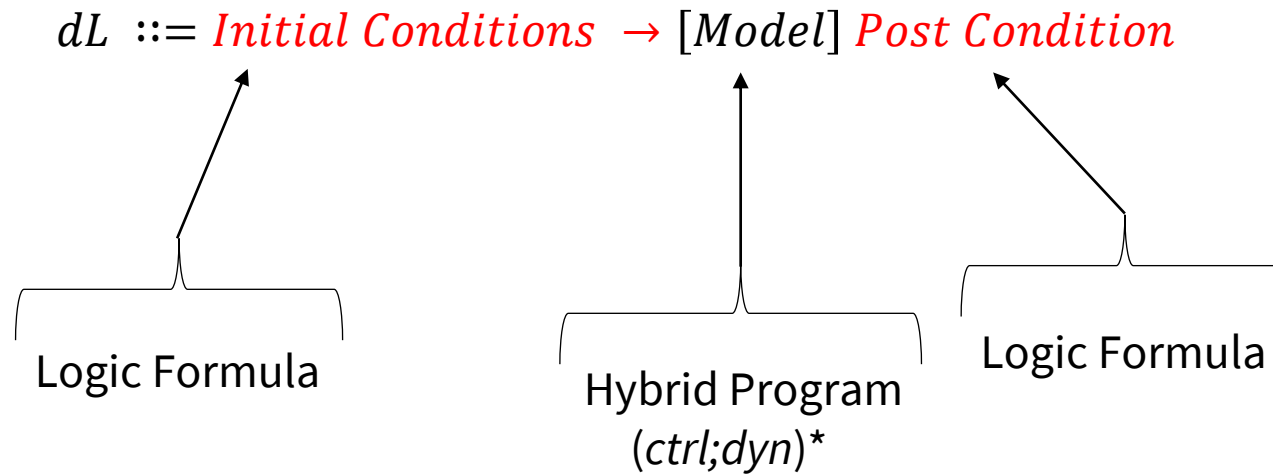 dL ::= Initial Conditions → [Model] Post Condition
Logic Formula
Hybrid Program
(ctrl;dyn)*
Logic Formula